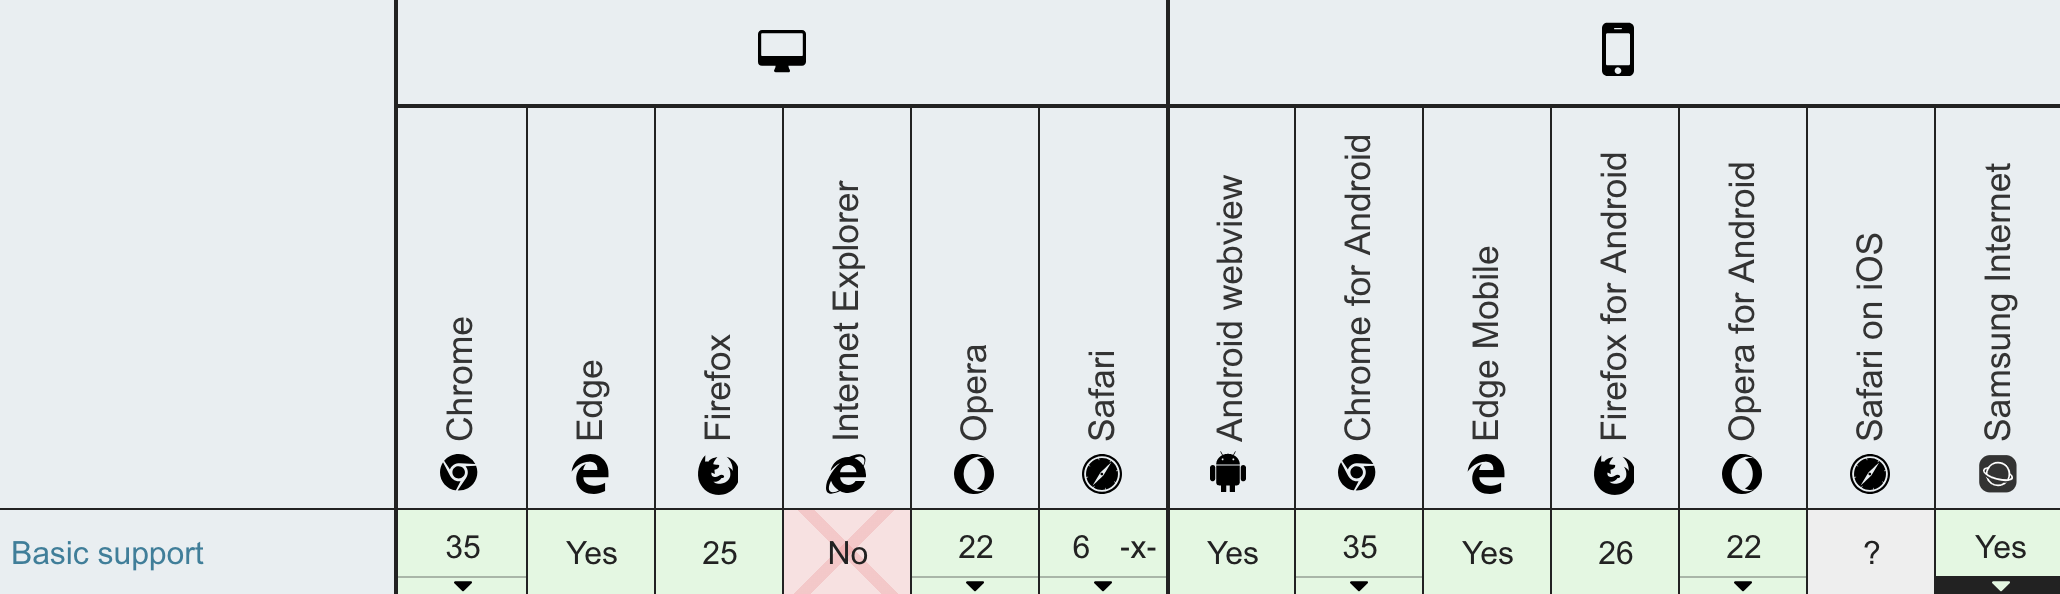 Chrome
Edge
Firefox
Internet Explorer
Opera
Safari
Android webview
Chrome for Android
Edge Mobile
Firefox for Android
Opera for Android
Safari on iOS
Samsung Internet
Basic support 35 Yes 25 No 22 6 -x- Yes 35 Yes 26 22 ? Yes